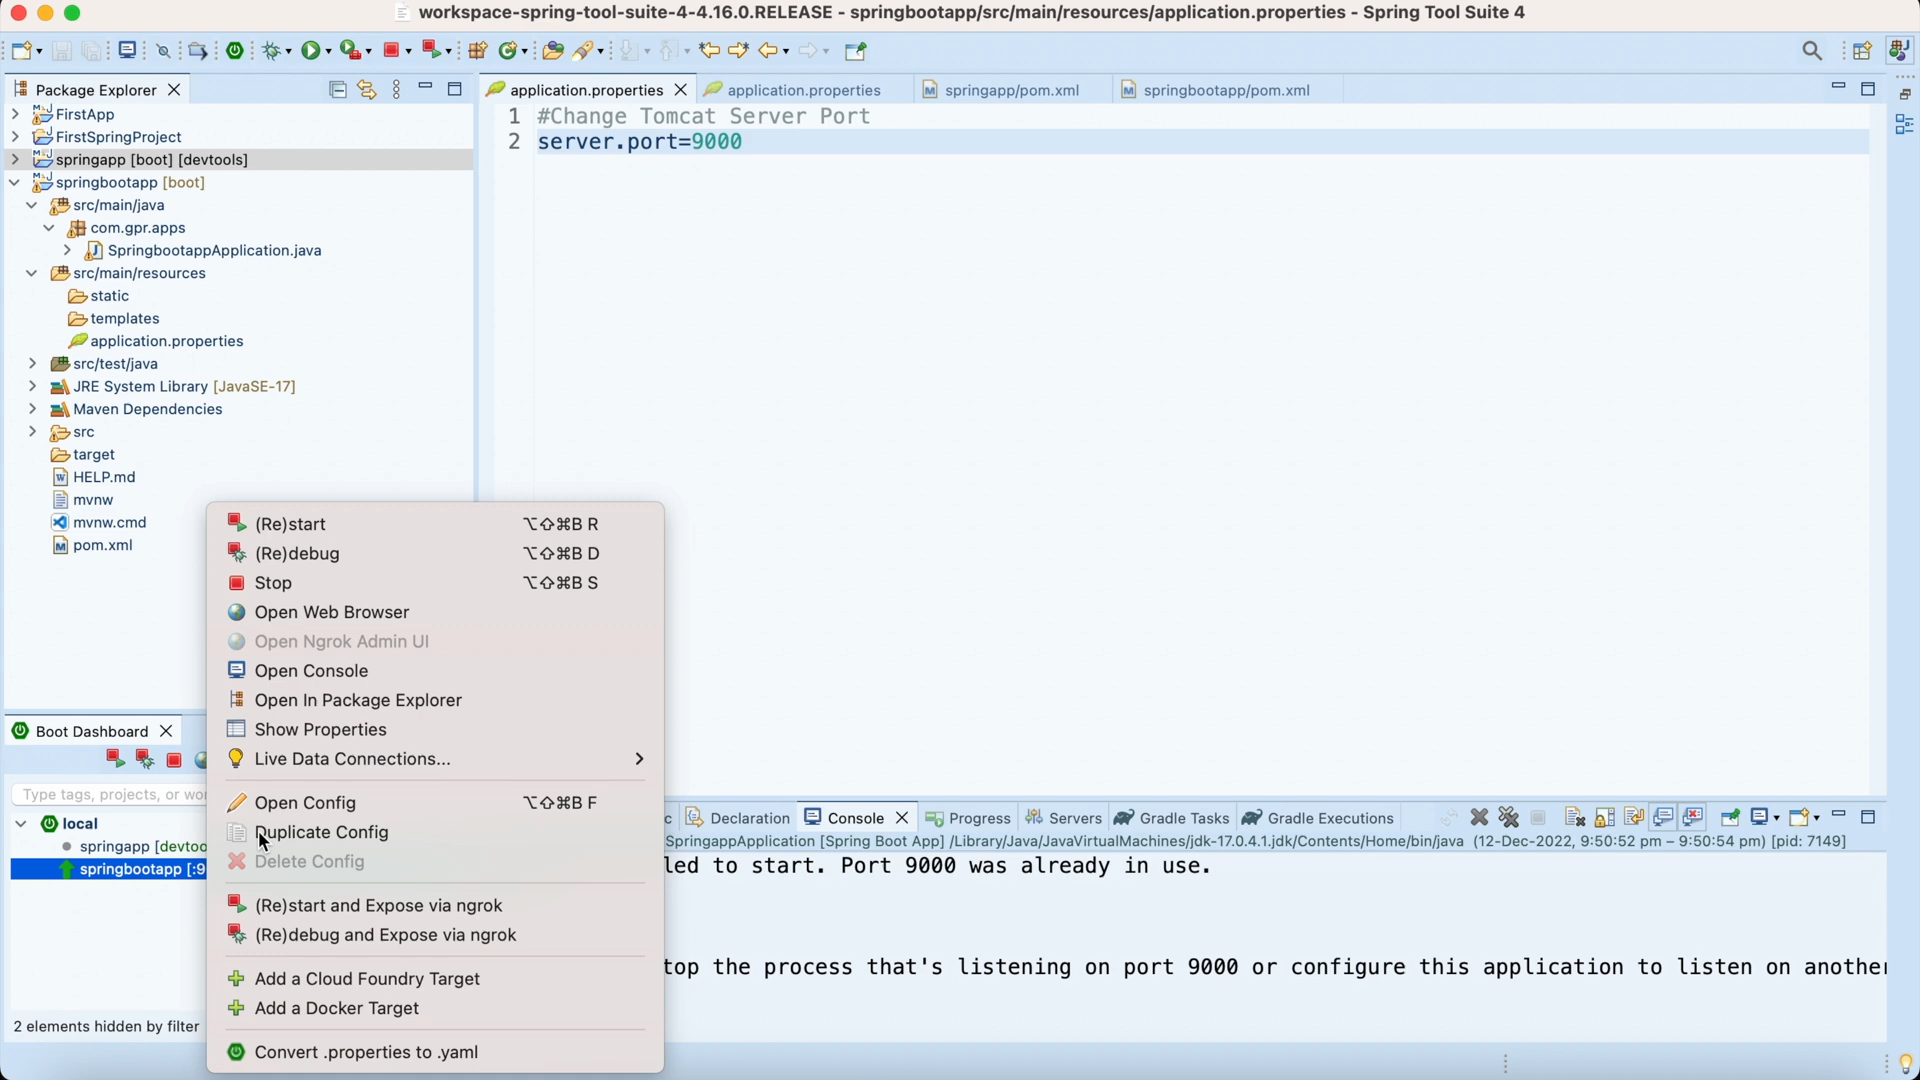 workspace-spring-tool-suite-4-4.16.0.RELEASE - springbootapp/src/main/resources/application.properties - Spring Tool Suite 4
Package Explorer
application.properties
application.properties
springapp/pom.xml
springbootapp/pom.xml
FirstApp
FirstSpringProject
springapp [boot] [devtools]
springbootapp [boot]
src/main/java
com.gpr.apps
SpringbootappApplication.java
src/main/resources
static
templates
application.properties
src/test/java
JRE System Library [JavaSE-17]
Maven Dependencies
src
target
HELP.md
mvnw
mvnw.cmd
pom.xml
1 #Change Tomcat Server Port
2 server.port=9000
(Re)start ⌥⇧⌘B R
(Re)debug ⌥⇧⌘B D
Stop ⌥⇧⌘B S
Open Web Browser
Open Ngrok Admin UI
Open Console
Open In Package Explorer
Show Properties
Live Data Connections...
Open Config ⌥⇧⌘B F
Duplicate Config
Delete Config
(Re)start and Expose via ngrok
(Re)debug and Expose via ngrok
Add a Cloud Foundry Target
Add a Docker Target
Convert .properties to .yaml
Boot Dashboard
Type tags, projects, or wor
local
springapp [devtoo
springbootapp [:9
2 elements hidden by filter
c Declaration Console Progress Servers Gradle Tasks Gradle Executions
SpringappApplication [Spring Boot App] /Library/Java/JavaVirtualMachines/jdk-17.0.4.1.jdk/Contents/Home/bin/java (12-Dec-2022, 9:50:52 pm – 9:50:54 pm) [pid: 7149]
led to start. Port 9000 was already in use.
top the process that's listening on port 9000 or configure this application to listen on another